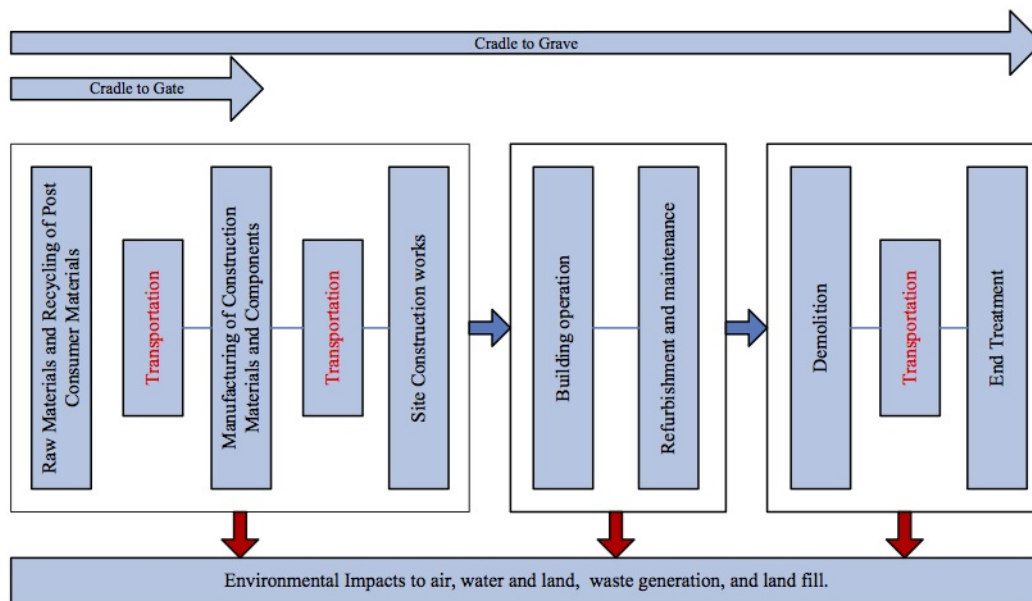 Cradle to Grave
Cradle to Gate
Raw Materials and Recycling of Post
Consumer Materials
Transportation
Manufacturing of Construction
Materials and Components
Transportation
Site Construction works
Building operation
Refurbishment and maintenance
Demolition
Transportation
End Treatment
Environmental Impacts to air, water and land, waste generation, and land fill.